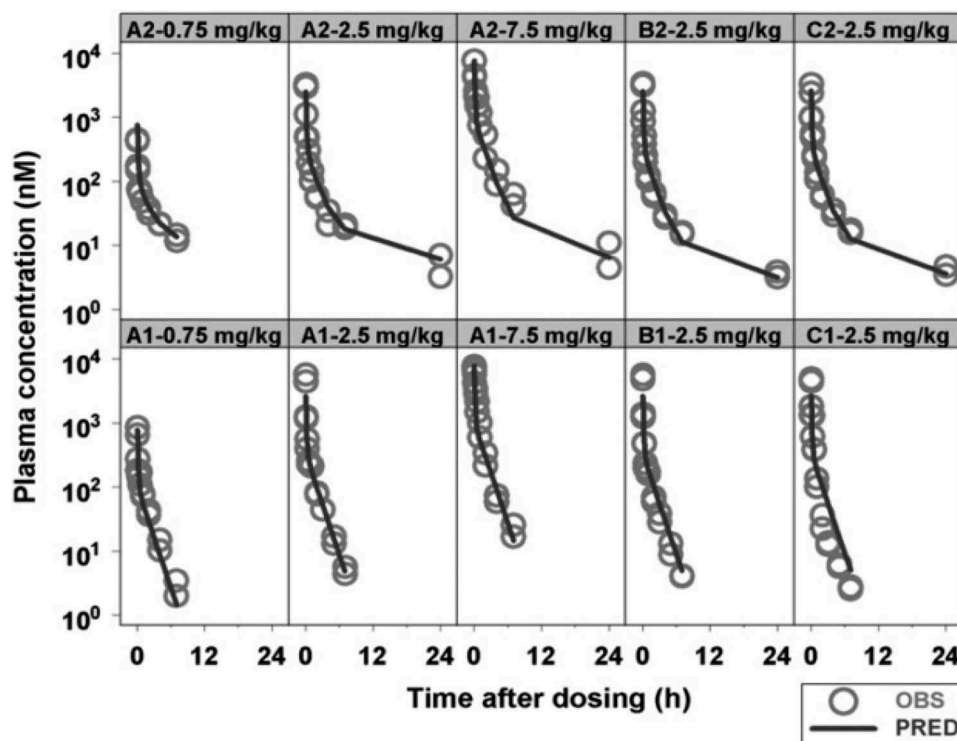 A2-0.75 mg/kg A2-2.5 mg/kg A2-7.5 mg/kg B2-2.5 mg/kg C2-2.5 mg/kg
10^4
10^3
10^2
10^1
10^0
A1-0.75 mg/kg A1-2.5 mg/kg A1-7.5 mg/kg B1-2.5 mg/kg C1-2.5 mg/kg
10^4
10^3
10^2
10^1
10^0
Plasma concentration (nM)
0 12 24 0 12 24 0 12 24 0 12 24 0 12 24
Time after dosing (h)
OBS
PRED